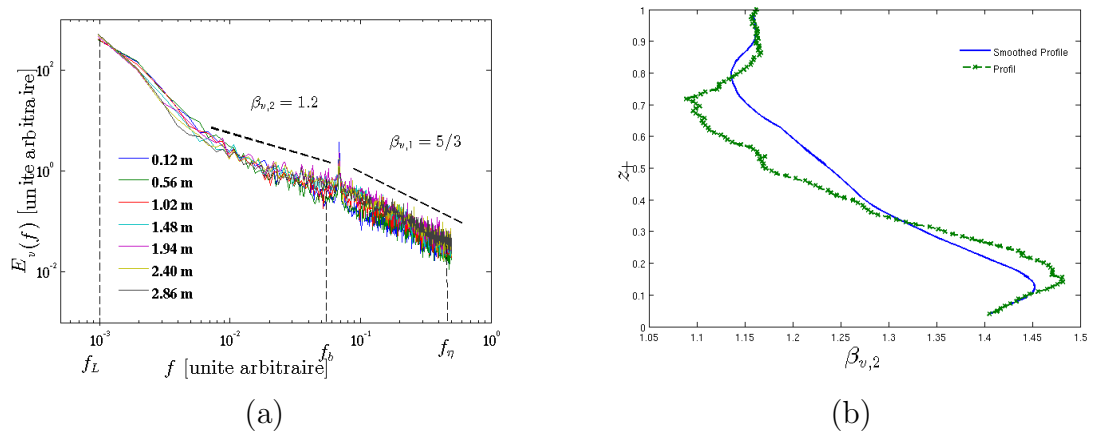 E_v(f) [unite arbitraire]
10^2
10^0
10^-2
β_{v,2} = 1.2
β_{v,1} = 5/3
0.12 m
0.56 m
1.02 m
1.48 m
1.94 m
2.40 m
2.86 m
10^-3
10^-2
10^-1
10^0
f_L
f_b
f_η
f [unite arbitraire]
(a)
z+
1
0.9
0.8
0.7
0.6
0.5
0.4
0.3
0.2
0.1
0
Smoothed Profile
Profil
1.05
1.1
1.15
1.2
1.25
1.3
1.35
1.4
1.45
1.5
β_{v,2}
(b)